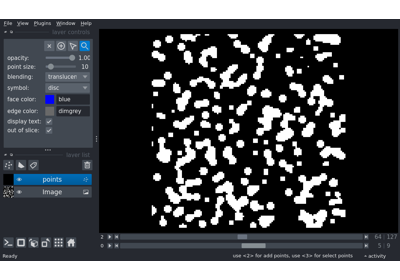 File View Plugins Window Help
layer controls
opacity: 1.00
point size: 10
blending: translucen
symbol: disc
face color: blue
edge color: dimgrey
display text:
out of slice:
layer list
points
Image
2 64 127
0 5 9
Ready use <2> for add points, use <3> for select points activity